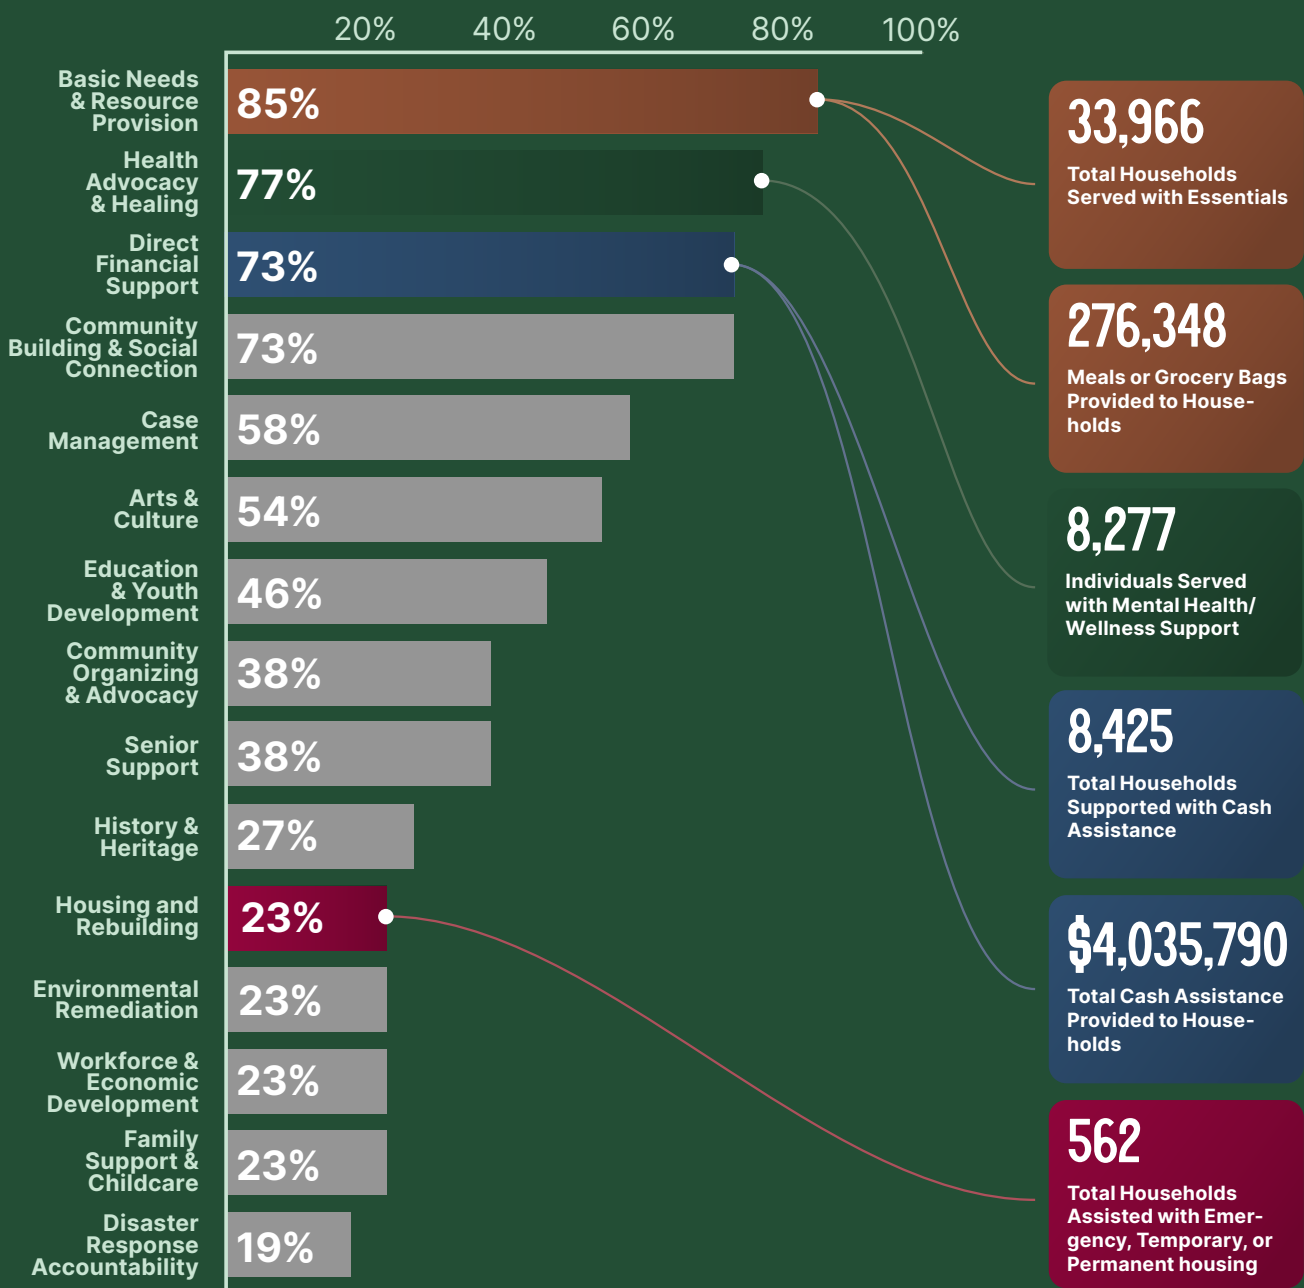 20% 40% 60% 80% 100%
Basic Needs
& Resource
Provision
85%
Health
Advocacy
& Healing
77%
Direct
Financial
Support
73%
Community
Building & Social
Connection
73%
Case
Management
58%
Arts &
Culture
54%
Education
& Youth
Development
46%
Community
Organizing
& Advocacy
38%
Senior
Support
38%
History &
Heritage
27%
Housing and
Rebuilding
23%
Environmental
Remediation
23%
Workforce &
Economic
Development
23%
Family
Support &
Childcare
23%
Disaster
Response
Accountability
19%
33,966
Total Households
Served with Essentials
276,348
Meals or Grocery Bags
Provided to House-
holds
8,277
Individuals Served
with Mental Health/
Wellness Support
8,425
Total Households
Supported with Cash
Assistance
$4,035,790
Total Cash Assistance
Provided to House-
holds
562
Total Households
Assisted with Emer-
gency, Temporary, or
Permanent housing